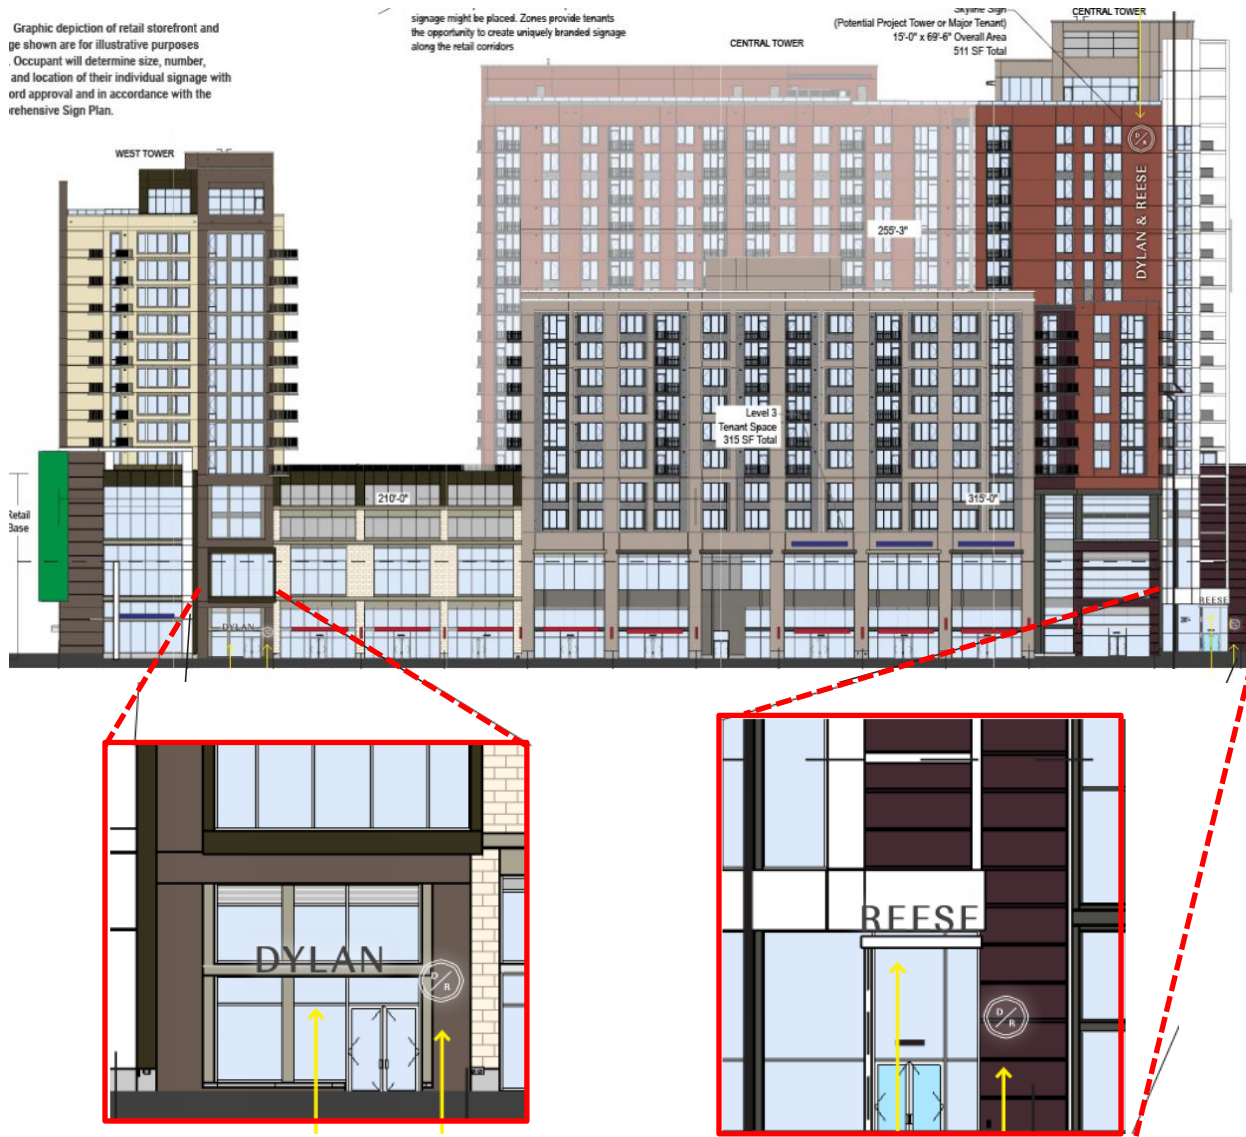 Graphic depiction of retail storefront and
ge shown are for illustrative purposes
. Occupant will determine size, number,
and location of their individual signage with
ord approval and in accordance with the
rehensive Sign Plan.
signage might be placed. Zones provide tenants
the opportunity to create uniquely branded signage
along the retail corridors
CENTRAL TOWER
Skyline Sign
(Potential Project Tower or Major Tenant)
15'-0" x 69'-6" Overall Area
511 SF Total
CENTRAL TOWER
WEST TOWER
D/R
DYLAN & REESE
255'-3"
Level 3
Tenant Space
315 SF Total
210'-0"
315'-0"
Retail
Base
DYLAN
REESE
DYLAN
D/R
REESE
D/R